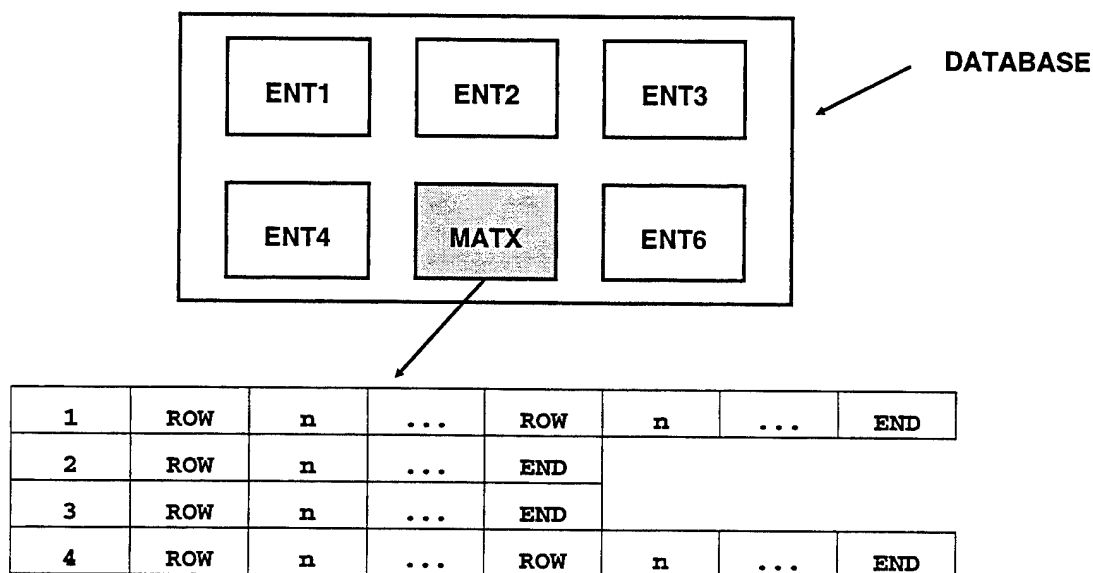 DATABASE
ENT1 ENT2 ENT3
ENT4 MATX ENT6
1 ROW n ... ROW n ... END
2 ROW n ... END
3 ROW n ... END
4 ROW n ... ROW n ... END